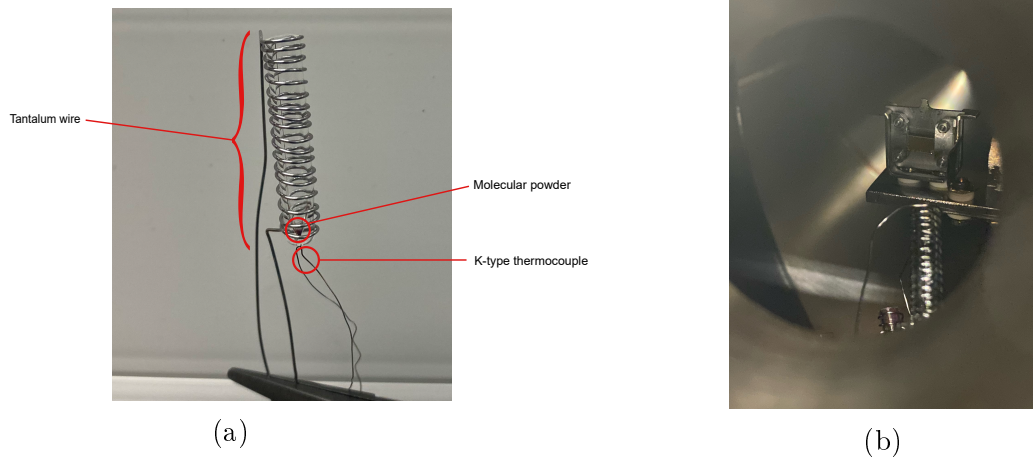 Tantalum wire
Molecular powder
K-type thermocouple
(a)
(b)